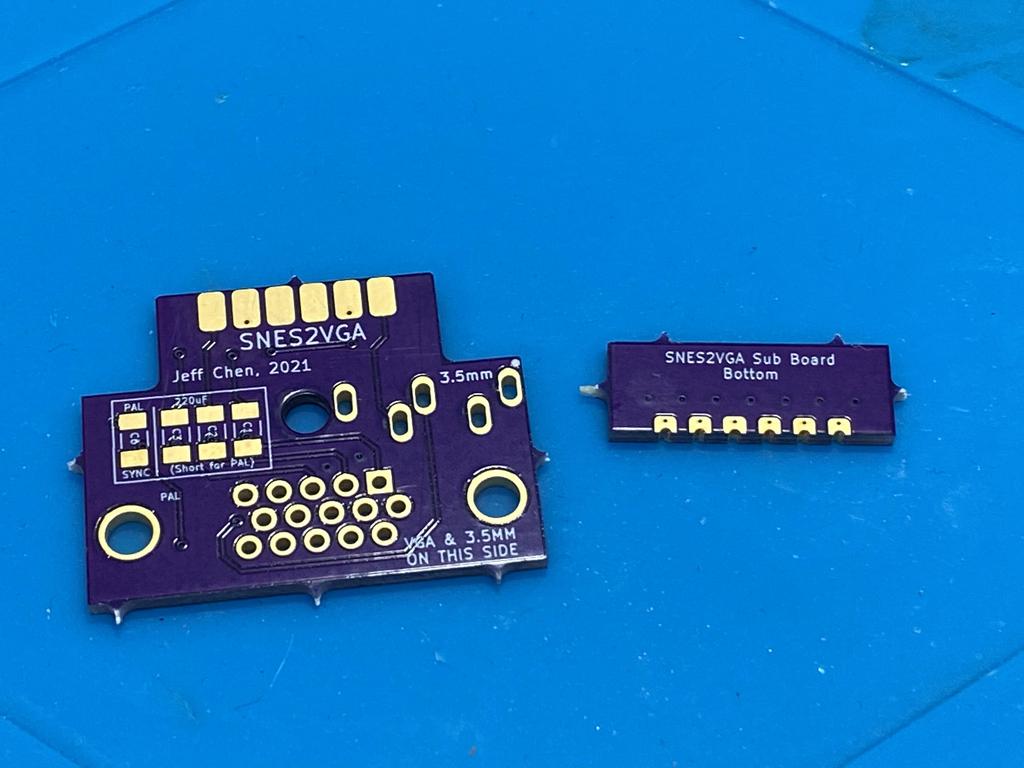 SNES2VGA
Jeff Chen, 2021
3.5mm
PAL
220uF
SYNC
(Short for PAL)
PAL
VGA & 3.5MM
ON THIS SIDE
SNES2VGA Sub Board
Bottom